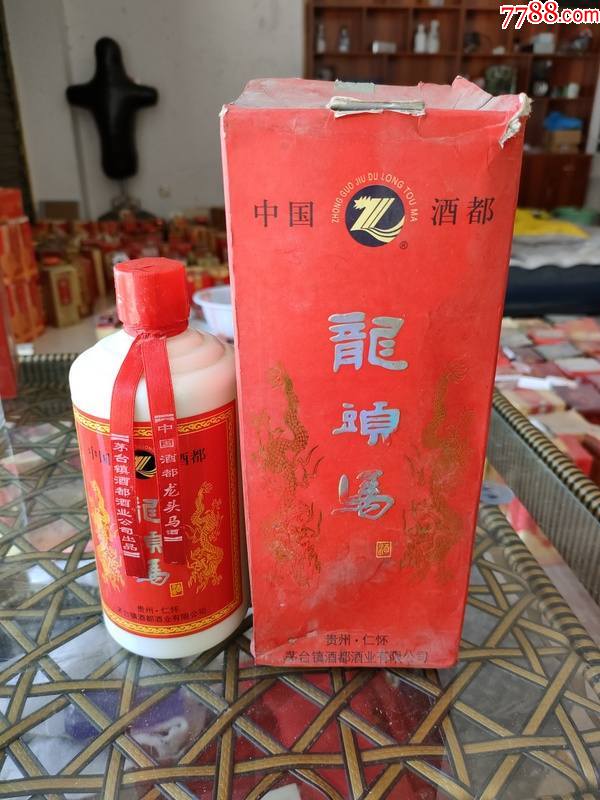 7788.com
中国 酒都
ZHONG GUO JIU DU LONG TOU MA
®
龍
頭
馬
酒
贵州·仁怀
茅台镇酒都酒业有限公司
中国 酒都
龍頭馬
酒
中国酒都龙头马酒
【茅台镇酒都酒业公司出品】
贵州·仁怀
茅台镇酒都酒业有限公司